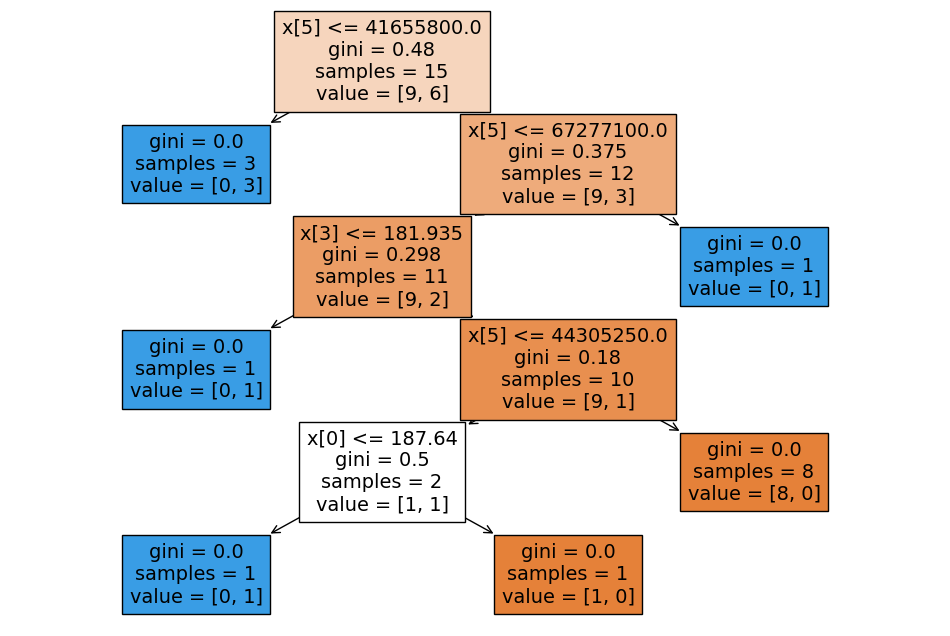 x[5] <= 41655800.0
gini = 0.48
samples = 15
value = [9, 6]
gini = 0.0
samples = 3
value = [0, 3]
x[5] <= 67277100.0
gini = 0.375
samples = 12
value = [9, 3]
x[3] <= 181.935
gini = 0.298
samples = 11
value = [9, 2]
gini = 0.0
samples = 1
value = [0, 1]
gini = 0.0
samples = 1
value = [0, 1]
x[5] <= 44305250.0
gini = 0.18
samples = 10
value = [9, 1]
x[0] <= 187.64
gini = 0.5
samples = 2
value = [1, 1]
gini = 0.0
samples = 8
value = [8, 0]
gini = 0.0
samples = 1
value = [0, 1]
gini = 0.0
samples = 1
value = [1, 0]